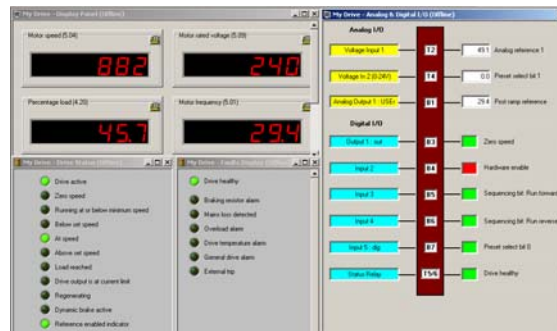 My Drive - Display Panel (Offline)
Motor speed (5.04)
882
Motor rated voltage (5.09)
240
Percentage load (4.20)
45.7
Motor frequency (5.01)
29.4
My Drive - Drive Status (Offline)
Drive active
Zero speed
Running at or below minimum speed
Below set speed
At speed
Above set speed
Load reached
Drive output is at current limit
Regenerating
Dynamic brake active
Reference enabled indicator
My Drive - Faults Display (Offline)
Drive healthy
Braking resistor alarm
Mains loss detected
Overload alarm
Drive temperature alarm
General drive alarm
External trip
My Drive - Analog & Digital I/O (Offline)
Analog I/O
Voltage Input 1
T2
49.1
Analog reference 1
Voltage In 2 (0-24V)
T4
0.0
Preset select bit 1
Analog Output 1 : USEr
B1
29.4
Post ramp reference
Digital I/O
Output 1 : out
B3
Zero speed
Input 2
B4
Hardware enable
Input 3
B5
Sequencing bit : Run forward
Input 4
B6
Sequencing bit : Run reverse
Input 5 : dig
B7
Preset select bit 0
Status Relay
T5/6
Drive healthy